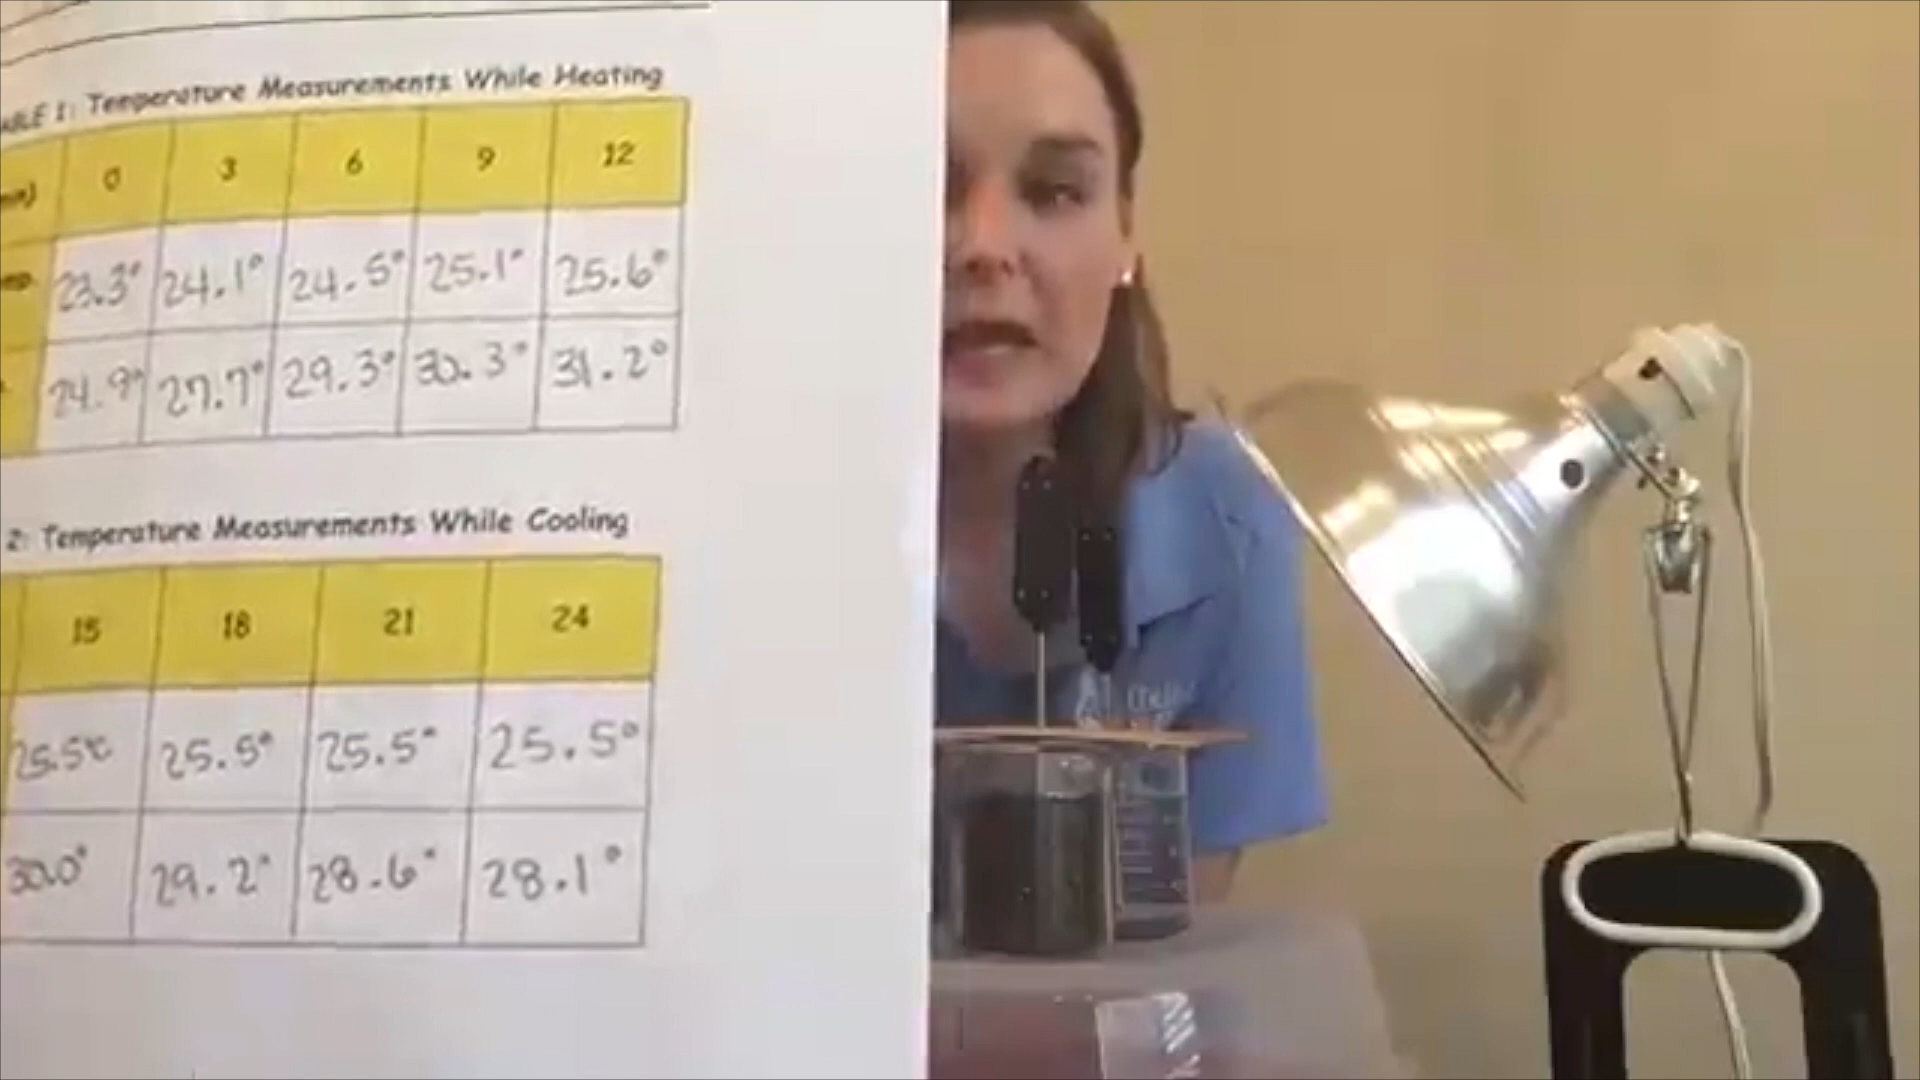 TABLE 1: Temperature Measurements While Heating
0 3 6 9 12
23.3° 24.1° 24.5° 25.1° 25.6°
24.9° 27.7° 29.3° 30.3° 31.2°
2: Temperature Measurements While Cooling
15 18 21 24
25.5°C 25.5° 25.5° 25.5°
30.0° 29.2° 28.6° 28.1°